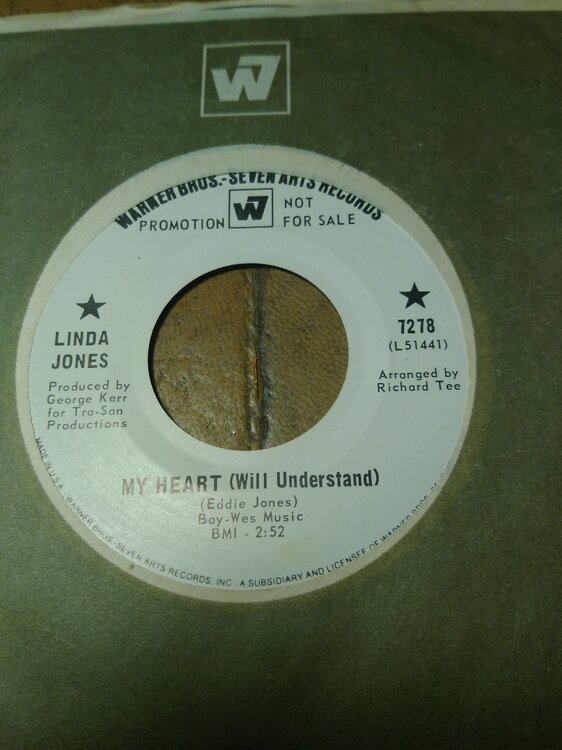 W7
WARNER BROS.-SEVEN ARTS RECORDS
W7
PROMOTION NOT
FOR SALE
LINDA
JONES
Produced by
George Kerr
for Tra-San
Productions
7278
(L51441)
Arranged by
Richard Tee
MY HEART (Will Understand)
(Eddie Jones)
Bay-Wes Music
BMI - 2:52
MADE IN U.S.A. - WARNER BROS.-SEVEN ARTS RECORDS, INC. A SUBSIDIARY AND LICENSEE OF WARNER BROS.